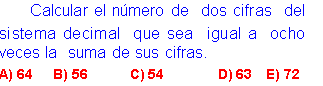 Calcular el número de dos cifras del
sistema decimal que sea igual a ocho
veces la suma de sus cifras.
A) 64 B) 56 C) 54 D) 63 E) 72